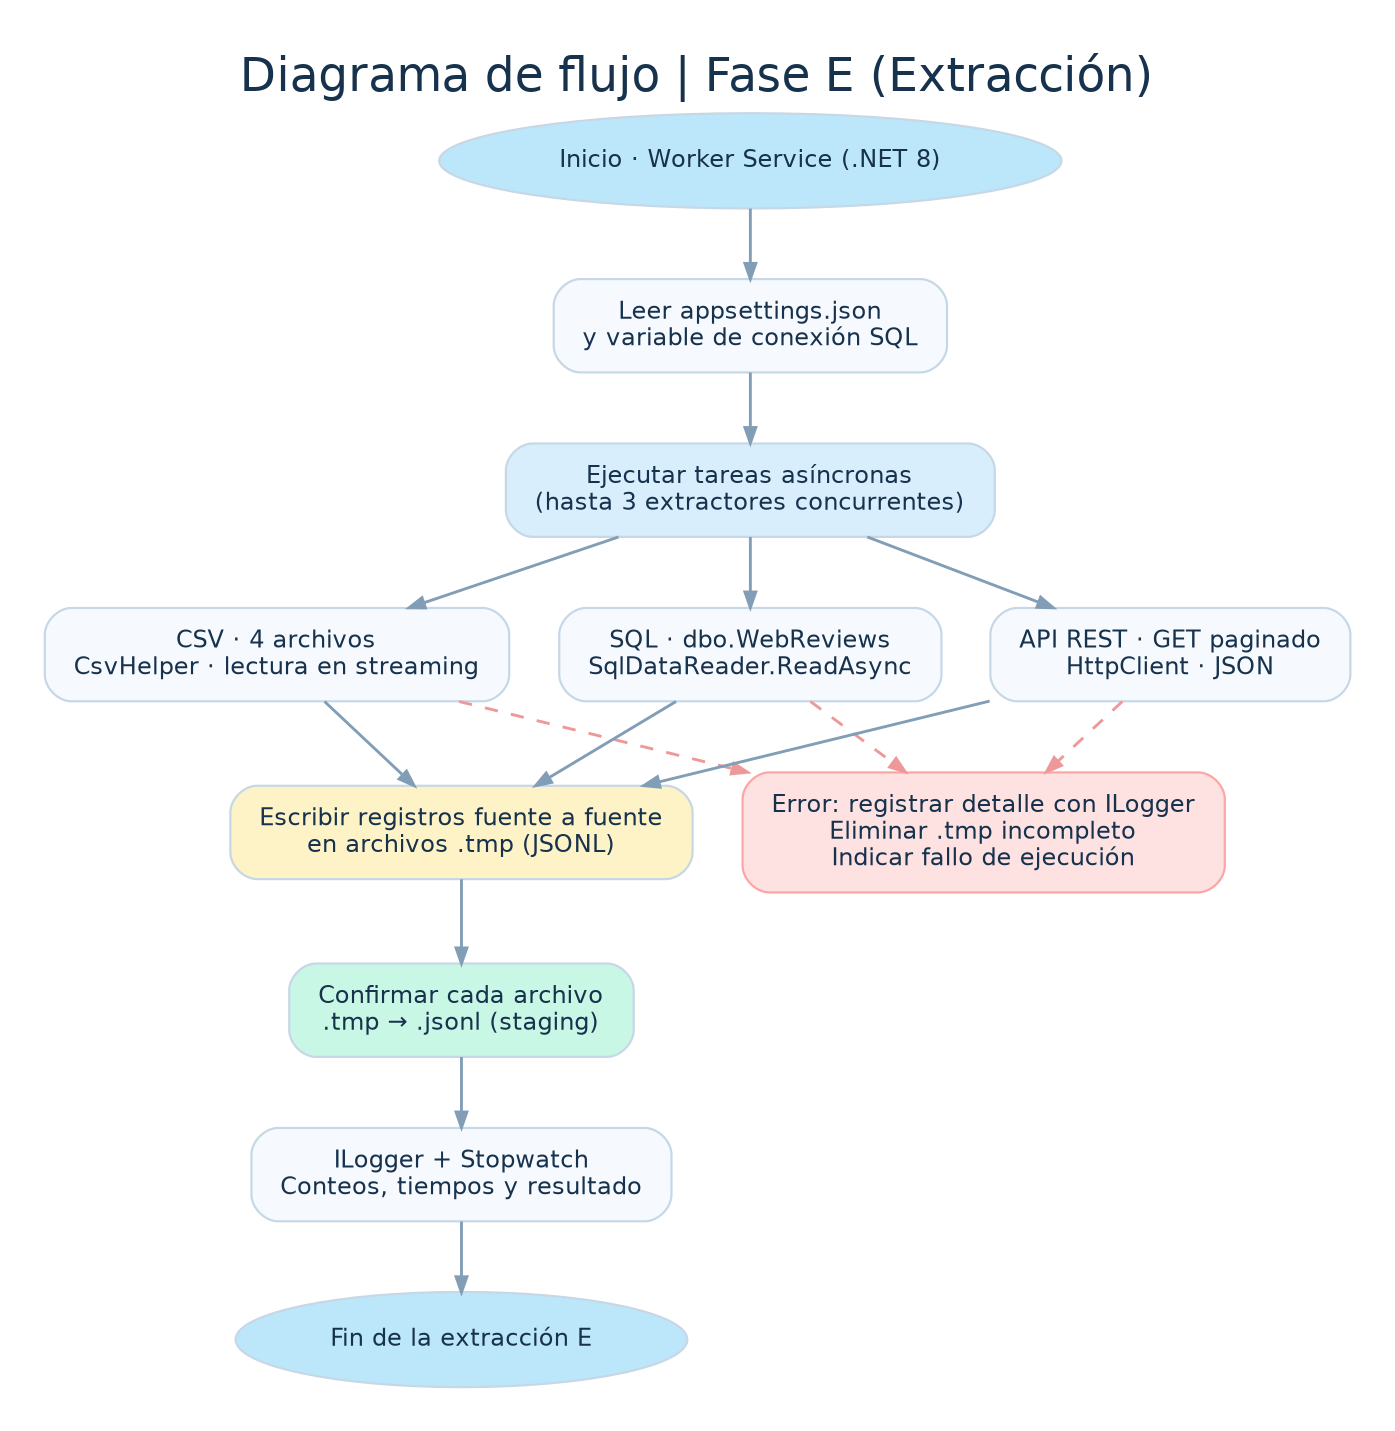 Diagrama de flujo | Fase E (Extracción)
Inicio · Worker Service (.NET 8)
Leer appsettings.json
y variable de conexión SQL
Ejecutar tareas asíncronas
(hasta 3 extractores concurrentes)
CSV · 4 archivos
CsvHelper · lectura en streaming
SQL · dbo.WebReviews
SqlDataReader.ReadAsync
API REST · GET paginado
HttpClient · JSON
Escribir registros fuente a fuente
en archivos .tmp (JSONL)
Error: registrar detalle con ILogger
Eliminar .tmp incompleto
Indicar fallo de ejecución
Confirmar cada archivo
.tmp → .jsonl (staging)
ILogger + Stopwatch
Conteos, tiempos y resultado
Fin de la extracción E